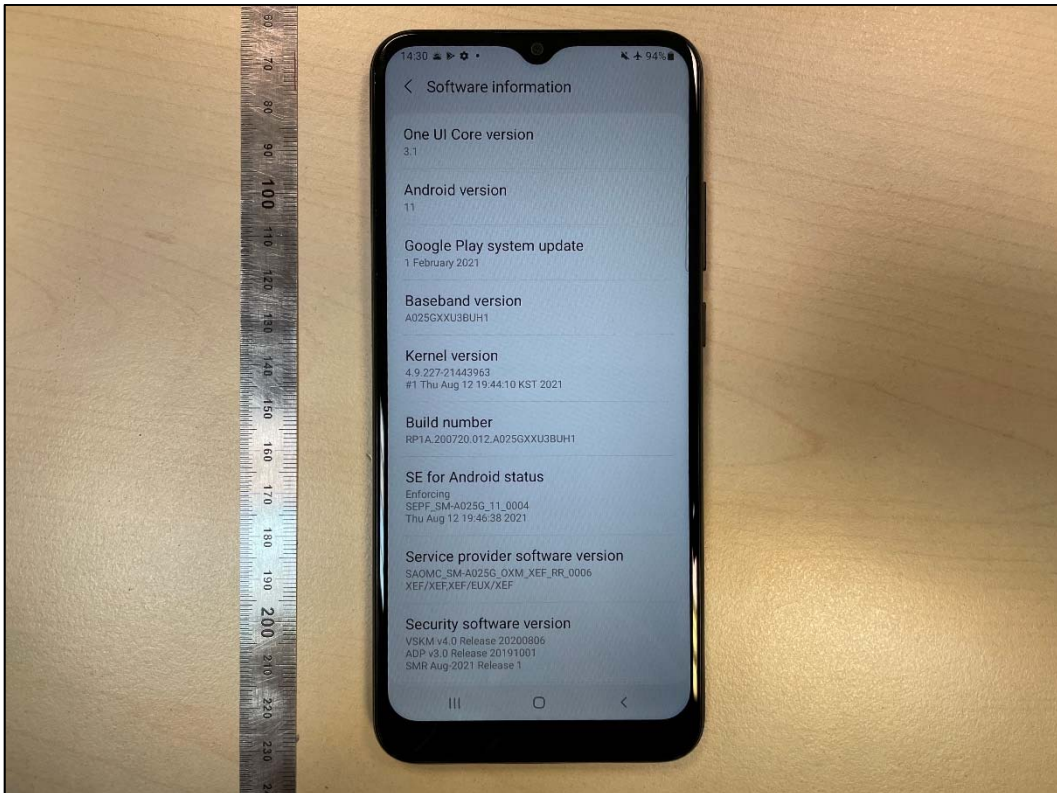 60
70
80
90
100
110
120
130
140
150
160
170
180
190
200
210
220
230
14:30 94%
Software information
One UI Core version
3.1
Android version
11
Google Play system update
1 February 2021
Baseband version
A025GXXU3BUH1
Kernel version
4.9.227-21443963
#1 Thu Aug 12 19:44:10 KST 2021
Build number
RP1A.200720.012.A025GXXU3BUH1
SE for Android status
Enforcing
SEPF_SM-A025G_11_0004
Thu Aug 12 19:46:38 2021
Service provider software version
SAOMC_SM-A025G_OXM_XEF_RR_0006
XEF/XEF,XEF/EUX/XEF
Security software version
VSKM v4.0 Release 20200806
ADP v3.0 Release 20191001
SMR Aug-2021 Release 1